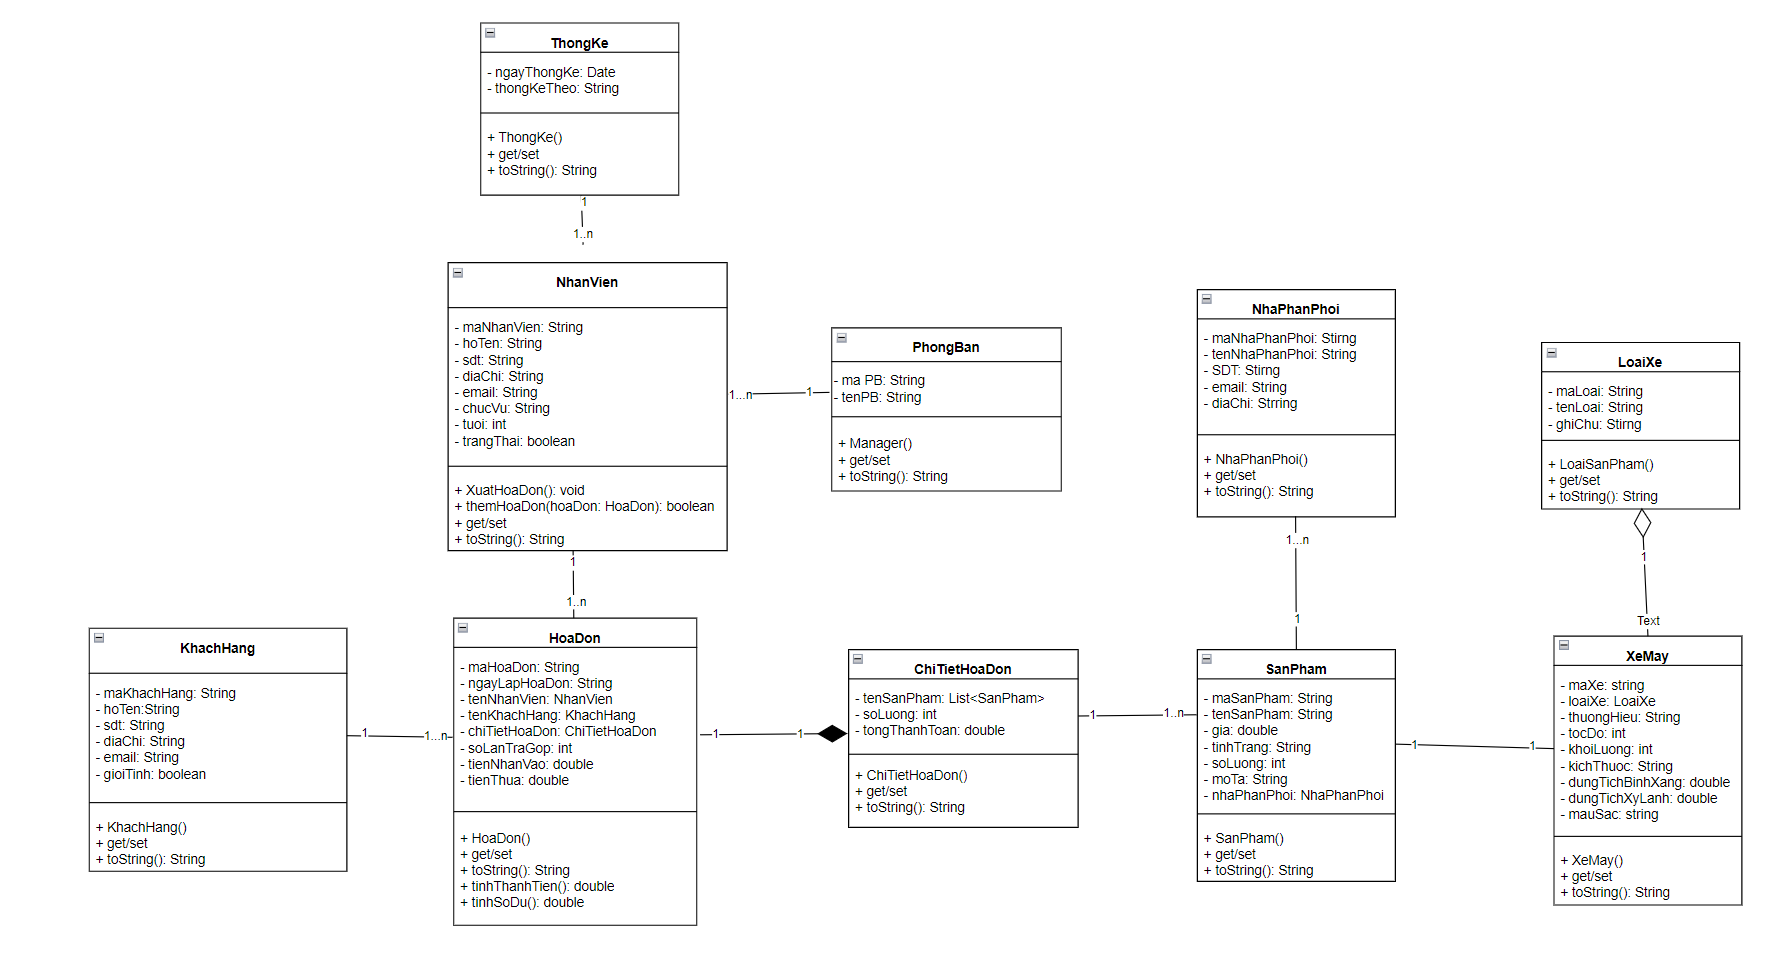 ThongKe
- ngayThongKe: Date
- thongKeTheo: String
+ ThongKe()
+ get/set
+ toString(): String
1
1..n
NhanVien
- maNhanVien: String
- hoTen: String
- sdt: String
- diaChi: String
- email: String
- chucVu: String
- tuoi: int
- trangThai: boolean
+ XuatHoaDon(): void
+ themHoaDon(hoaDon: HoaDon): boolean
+ get/set
+ toString(): String
1...n
1
PhongBan
- ma PB: String
- tenPB: String
+ Manager()
+ get/set
+ toString(): String
NhaPhanPhoi
- maNhaPhanPhoi: Stirng
- tenNhaPhanPhoi: String
- SDT: Stirng
- email: Strng
- diaChi: Strring
+ NhaPhanPhoi()
+ get/set
+ toString(): String
1...n
1
LoaiXe
- maLoai: String
- tenLoai: String
- ghiChu: Stirng
+ LoaiSanPham()
+ get/set
+ toString(): String
1
Text
1
1..n
KhachHang
- maKhachHang: String
- hoTen:String
- sdt: String
- diaChi: String
- email: String
- gioiTinh: boolean
+ KhachHang()
+ get/set
+ toString(): String
1
1...n
HoaDon
- maHoaDon: String
- ngayLapHoaDon: String
- tenNhanVien: NhanVien
- tenKhachHang: KhachHang
- chiTietHoaDon: ChiTietHoaDon
- soLanTraGop: int
- tienNhanVao: double
- tienThua: double
+ HoaDon()
+ get/set
+ toString(): String
+ tinhThanhTien(): double
+ tinhSoDu(): double
1
1
ChiTietHoaDon
- tenSanPham: List<SanPham>
- soLuong: int
- tongThanhToan: double
+ ChiTietHoaDon()
+ get/set
+ toString(): String
1
1..n
SanPham
- maSanPham: String
- tenSanPham: String
- gia: double
- tinhTrang: String
- soLuong: int
- moTa: String
- nhaPhanPhoi: NhaPhanPhoi
+ SanPham()
+ get/set
+ toString(): String
1
1
XeMay
- maXe: string
- loaiXe: LoaiXe
- thuongHieu: String
- tocDo: int
- khoiLuong: int
- kichThuoc: String
- dungTichBinhXang: double
- dungTichXyLanh: double
- mauSac: string
+ XeMay()
+ get/set
+ toString(): String